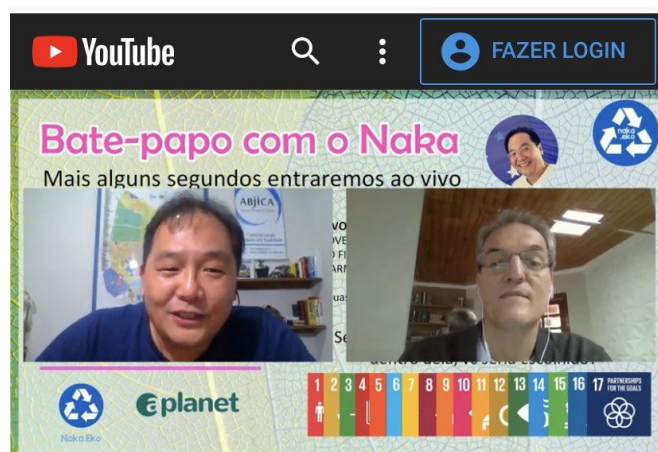 YouTube
FAZER LOGIN
Bate-papo com o Naka
Mais alguns segundos entraremos ao vivo
naka
.eko
ABJICA
Naka.Eko
aplanet
1 2 3 4 5 6 7 8 9 10 11 12 13 14 15 16 17 PARTNERSHIPS
FOR THE GOALS